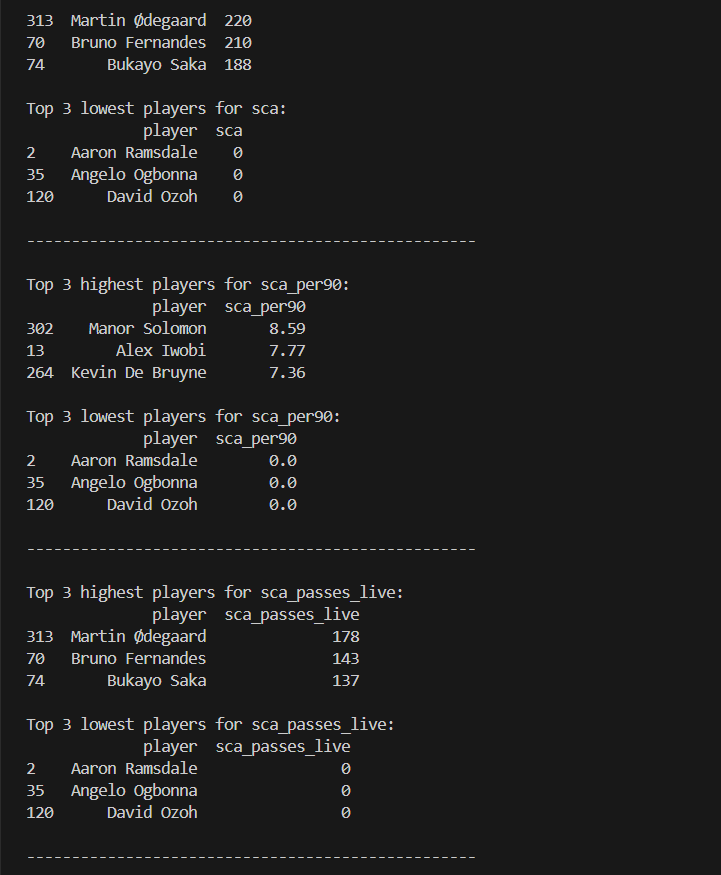 313  Martin Ødegaard  220
70   Bruno Fernandes  210
74       Bukayo Saka  188
Top 3 lowest players for sca:
             player  sca
2    Aaron Ramsdale    0
35   Angelo Ogbonna    0
120      David Ozoh    0
--------------------------------------------------
Top 3 highest players for sca_per90:
              player  sca_per90
302    Manor Solomon       8.59
13        Alex Iwobi       7.77
264  Kevin De Bruyne       7.36
Top 3 lowest players for sca_per90:
             player  sca_per90
2    Aaron Ramsdale        0.0
35   Angelo Ogbonna        0.0
120      David Ozoh        0.0
--------------------------------------------------
Top 3 highest players for sca_passes_live:
              player  sca_passes_live
313  Martin Ødegaard              178
70   Bruno Fernandes              143
74       Bukayo Saka              137
Top 3 lowest players for sca_passes_live:
             player  sca_passes_live
2    Aaron Ramsdale                0
35   Angelo Ogbonna                0
120      David Ozoh                0
--------------------------------------------------